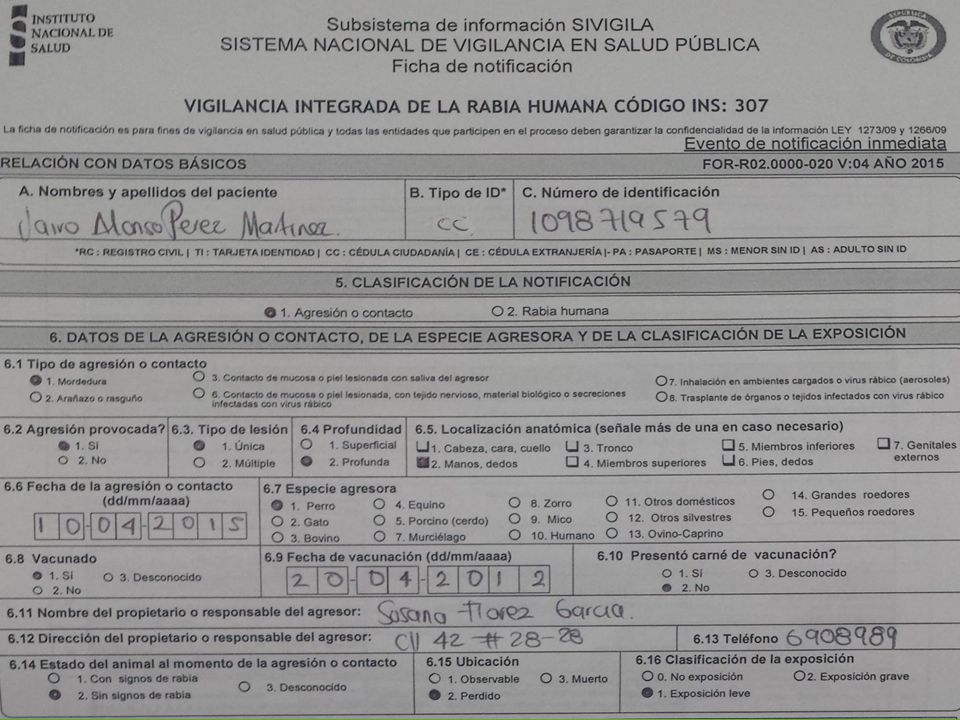 INSTITUTO
NACIONAL DE
SALUD
Subsistema de información SIVIGILA
SISTEMA NACIONAL DE VIGILANCIA EN SALUD PÚBLICA
Ficha de notificación
VIGILANCIA INTEGRADA DE LA RABIA HUMANA CÓDIGO INS: 307
La ficha de notificación es para fines de vigilancia en salud pública y todas las entidades que participen en el proceso deben garantizar la confidencialidad de la información LEY 1273/09 y 1266/09
Evento de notificación inmediata
RELACIÓN CON DATOS BÁSICOS FOR-R02.0000-020 V:04 AÑO 2015
A. Nombres y apellidos del paciente B. Tipo de ID* C. Número de identificación
Jairo Alonso Perez Martinez. CC 1098719579
*RC : REGISTRO CIVIL | TI : TARJETA IDENTIDAD | CC : CÉDULA CIUDADANÍA | CE : CÉDULA EXTRANJERÍA |- PA : PASAPORTE | MS : MENOR SIN ID | AS : ADULTO SIN ID
5. CLASIFICACIÓN DE LA NOTIFICACIÓN
1. Agresión o contacto 2. Rabia humana
6. DATOS DE LA AGRESIÓN O CONTACTO, DE LA ESPECIE AGRESORA Y DE LA CLASIFICACIÓN DE LA EXPOSICIÓN
6.1 Tipo de agresión o contacto
1. Mordedura 3. Contacto de mucosa o piel lesionada con saliva del agresor 7. Inhalación en ambientes cargados o virus rábico (aerosoles)
2. Arañazo o rasguño 6. Contacto de mucosa o piel lesionada, con tejido nervioso, material biológico o secreciones infectadas con virus rábico 8. Trasplante de órganos o tejidos infectados con virus rábico
6.2 Agresión provocada? 6.3. Tipo de lesión 6.4 Profundidad 6.5. Localización anatómica (señale más de una en caso necesario)
1. Sí 1. Única 1. Superficial 1. Cabeza, cara, cuello 3. Tronco 5. Miembros inferiores 7. Genitales externos
2. No 2. Múltiple 2. Profunda 2. Manos, dedos 4. Miembros superiores 6. Pies, dedos
6.6 Fecha de la agresión o contacto (dd/mm/aaaa) 6.7 Especie agresora
10-04-2015
1. Perro 4. Equino 8. Zorro 11. Otros domésticos 14. Grandes roedores
2. Gato 5. Porcino (cerdo) 9. Mico 12. Otros silvestres 15. Pequeños roedores
3. Bovino 7. Murciélago 10. Humano 13. Ovino-Caprino
6.8 Vacunado 6.9 Fecha de vacunación (dd/mm/aaaa) 6.10 Presentó carné de vacunación?
1. Sí 3. Desconocido 20-04-2012 1. Sí 3. Desconocido
2. No 2. No
6.11 Nombre del propietario o responsable del agresor: Susana Florez Garcia.
6.12 Dirección del propietario o responsable del agresor: Cll 42 # 28-28 6.13 Teléfono 6908989
6.14 Estado del animal al momento de la agresión o contacto 6.15 Ubicación 6.16 Clasificación de la exposición
1. Con signos de rabia 3. Desconocido 1. Observable 3. Muerto 0. No exposición 2. Exposición grave
2. Sin signos de rabia 2. Perdido 1. Exposición leve